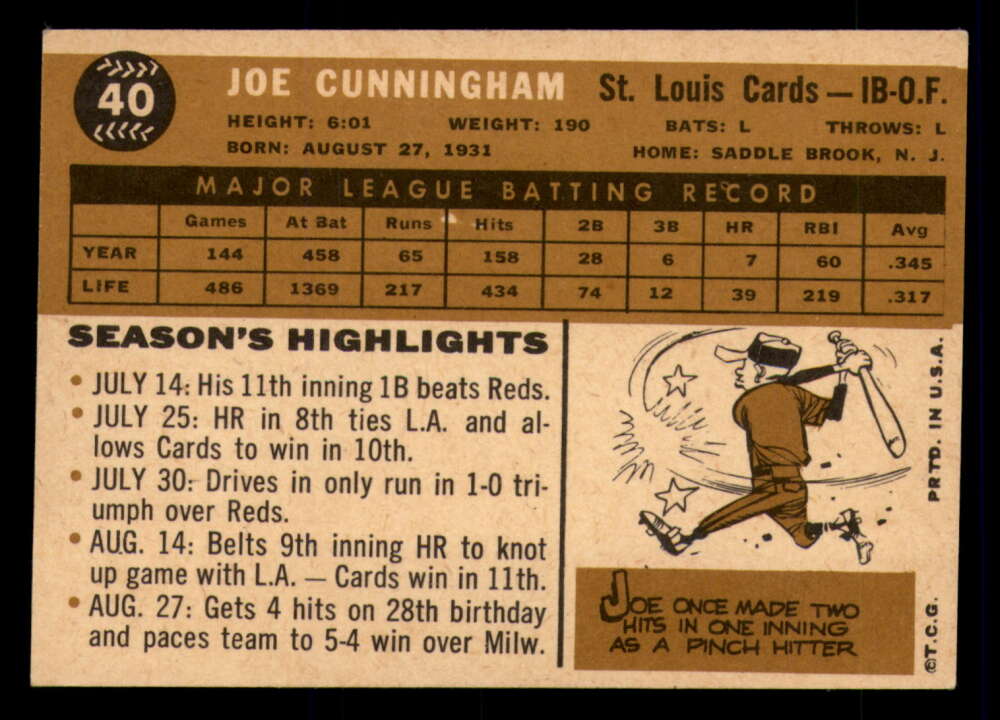 40
JOE CUNNINGHAM St. Louis Cards — IB-O.F.
HEIGHT: 6:01 WEIGHT: 190 BATS: L THROWS: L
BORN: AUGUST 27, 1931 HOME: SADDLE BROOK, N. J.
MAJOR LEAGUE BATTING RECORD
Games At Bat Runs Hits 2B 3B HR RBI Avg
YEAR 144 458 65 158 28 6 7 60 .345
LIFE 486 1369 217 434 74 12 39 219 .317
SEASON'S HIGHLIGHTS
• JULY 14: His 11th inning 1B beats Reds.
• JULY 25: HR in 8th ties L.A. and al-
lows Cards to win in 10th.
• JULY 30: Drives in only run in 1-0 tri-
umph over Reds.
• AUG. 14: Belts 9th inning HR to knot
up game with L.A. — Cards win in 11th.
• AUG. 27: Gets 4 hits on 28th birthday
and paces team to 5-4 win over Milw.
JOE ONCE MADE TWO
HITS IN ONE INNING
AS A PINCH HITTER
©T.C.G. PRTD. IN U.S.A.